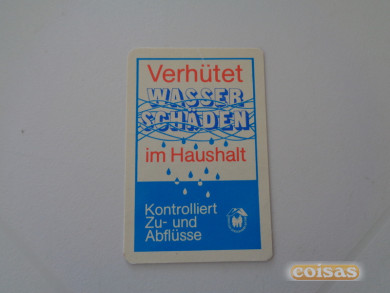 Verhütet
WASSER
SCHÄDEN
im Haushalt
Kontrolliert
Zu- und
Abflüsse
coisas